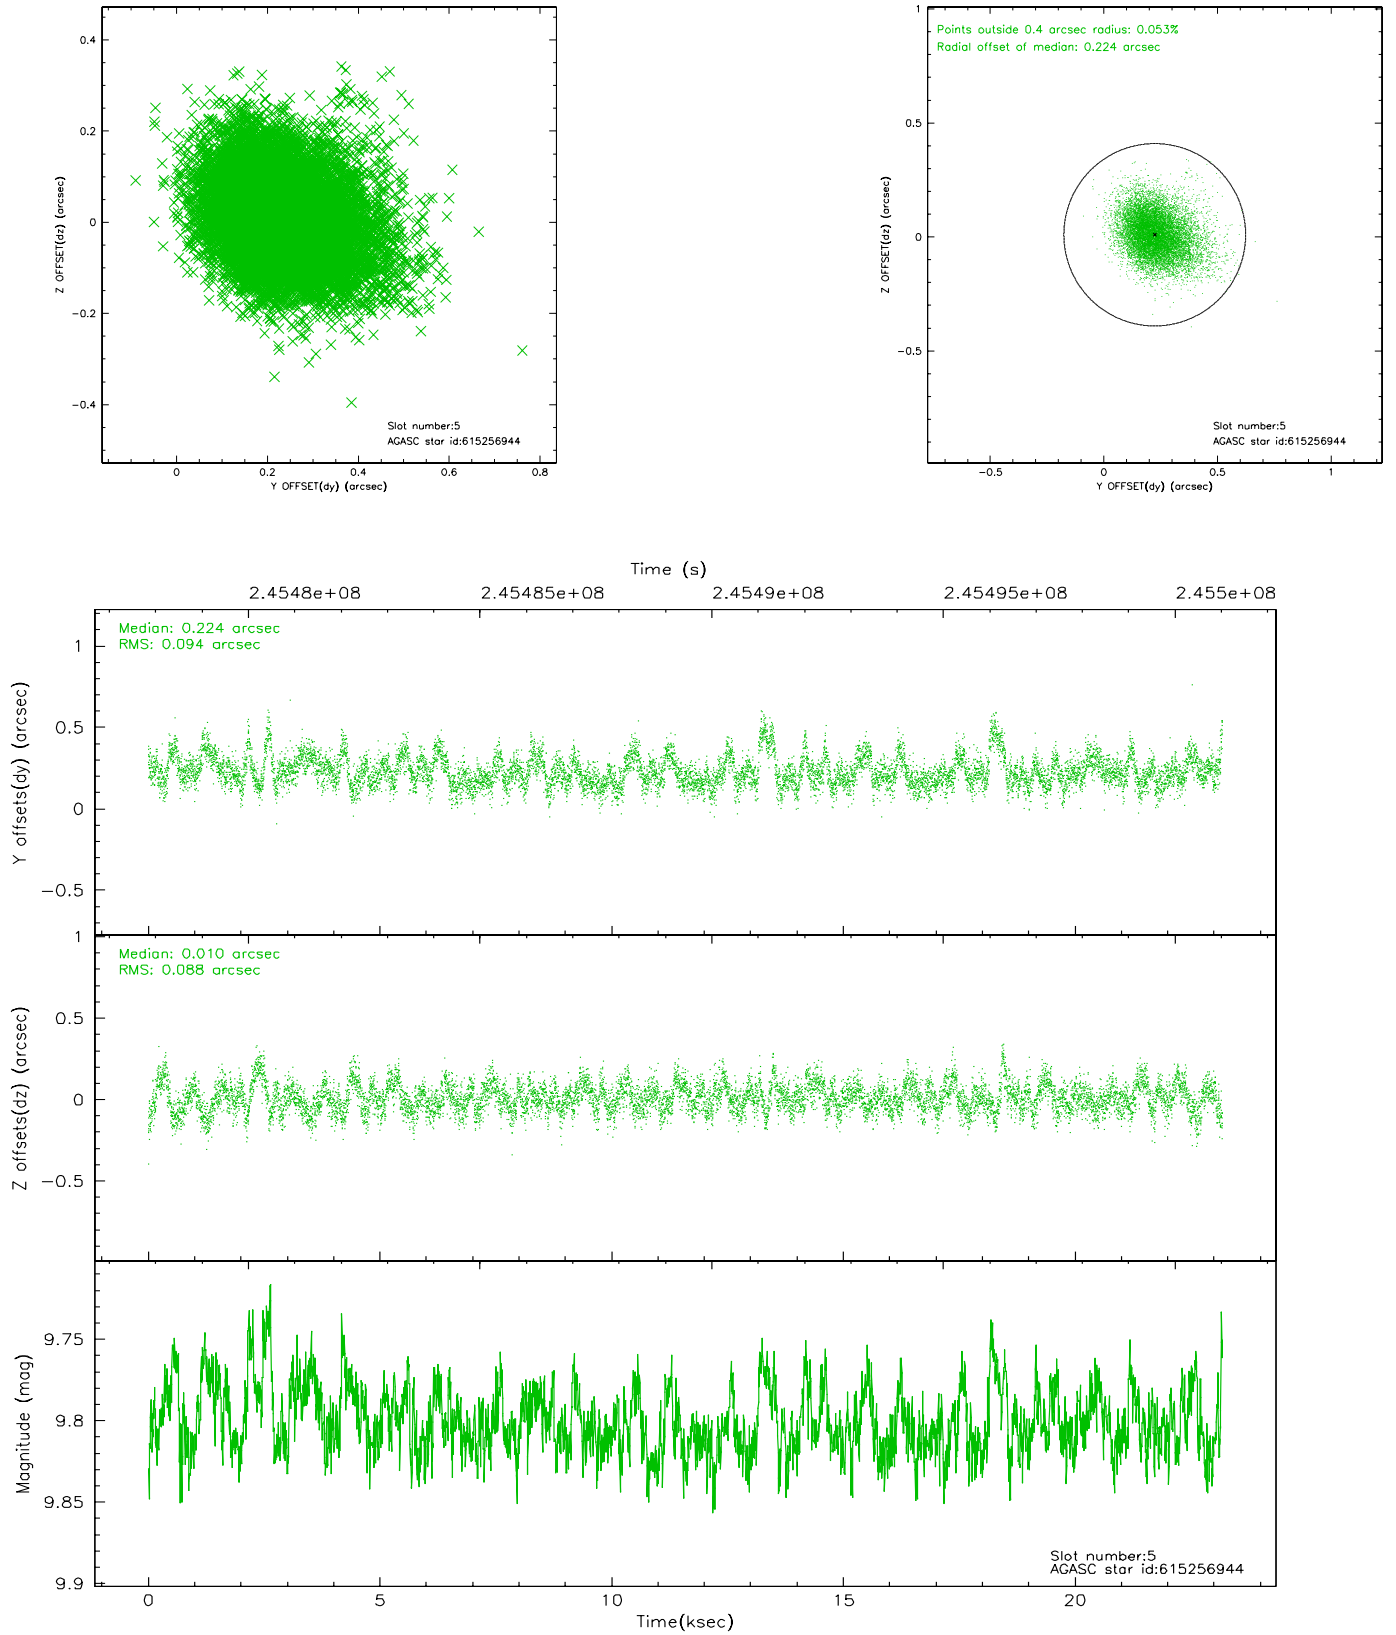 0.4
0.2
0
−0.2
−0.4
Z OFFSET(dz) (arcsec)
Slot number:5
AGASC star id:615256944
0
0.2
0.4
0.6
0.8
Y OFFSET(dy) (arcsec)
Points outside 0.4 arcsec radius: 0.053%
Radial offset of median: 0.224 arcsec
1
0.5
0
−0.5
Z OFFSET(dz) (arcsec)
Slot number:5
AGASC star id:615256944
−0.5
0
0.5
1
Y OFFSET(dy) (arcsec)
Time (s)
2.4548e+08
2.45485e+08
2.4549e+08
2.45495e+08
2.455e+08
Median: 0.224 arcsec
RMS: 0.094 arcsec
1
0.5
0
−0.5
Y offsets(dy) (arcsec)
Median: 0.010 arcsec
RMS: 0.088 arcsec
1
0.5
0
−0.5
Z offsets(dz) (arcsec)
9.75
9.8
9.85
9.9
Magnitude (mag)
Slot number:5
AGASC star id:615256944
0
5
10
15
20
Time(ksec)